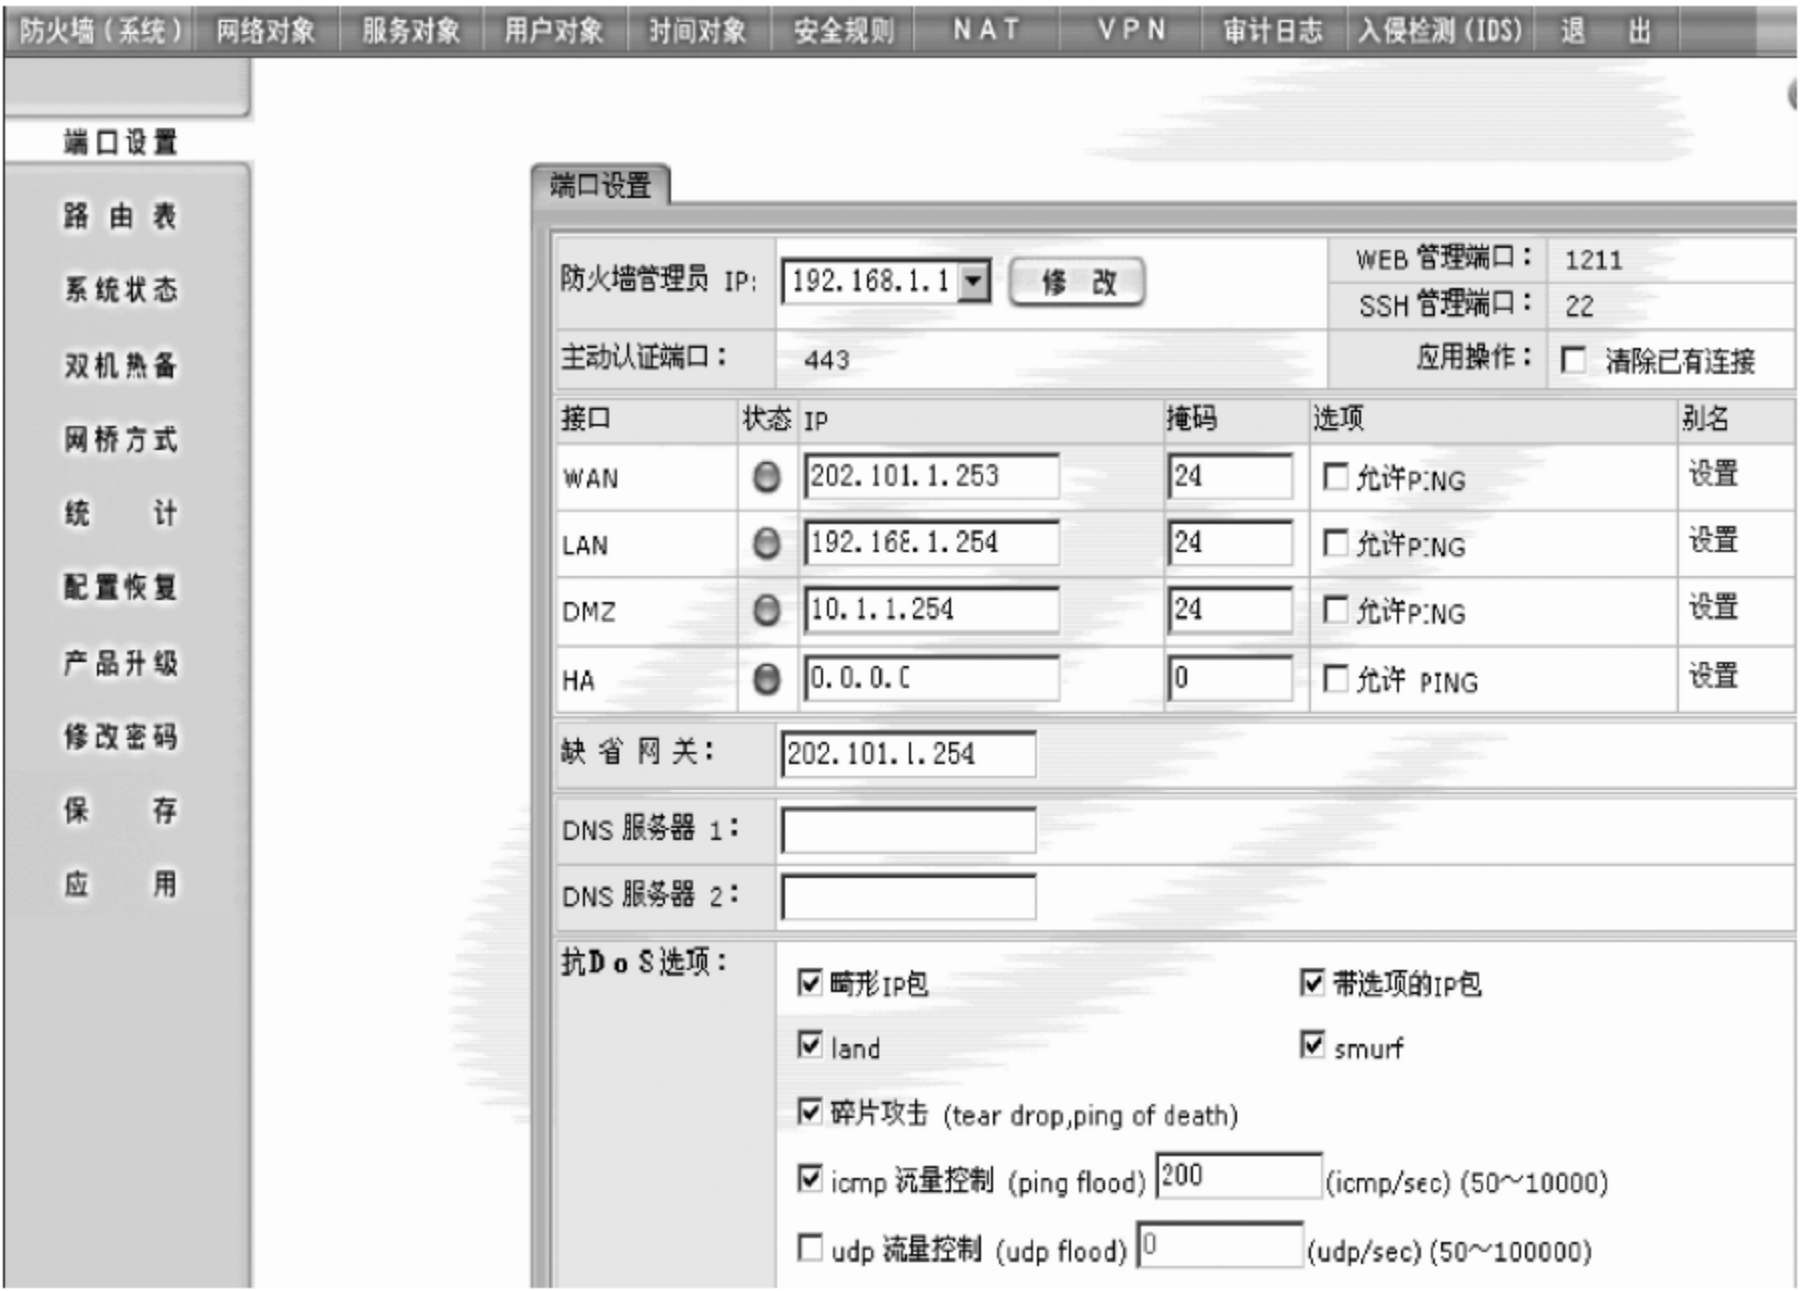 防火墙(系统) 网络对象 服务对象 用户对象 时间对象 安全规则 NAT VPN 审计日志 入侵检测(IDS) 退 出
端口设置
路由表
系统状态
双机热备
网桥方式
统 计
配置恢复
产品升级
修改密码
保 存
应 用
端口设置
防火墙管理员 IP: 192.168.1.1 修 改 WEB 管理端口: 1211
SSH 管理端口: 22
主动认证端口: 443 应用操作: 清除已有连接
接口 状态 IP 掩码 选项 别名
WAN 202.101.1.253 24 允许PING 设置
LAN 192.168.1.254 24 允许PING 设置
DMZ 10.1.1.254 24 允许PING 设置
HA 0.0.0.0 0 允许 PING 设置
缺省网关: 202.101.1.254
DNS 服务器 1:
DNS 服务器 2:
抗DoS选项:
畸形IP包 带选项的IP包
land smurf
碎片攻击 (tear drop,ping of death)
icmp 流量控制 (ping flood) 200 (icmp/sec) (50～10000)
udp 流量控制 (udp flood) 0 (udp/sec) (50～100000)